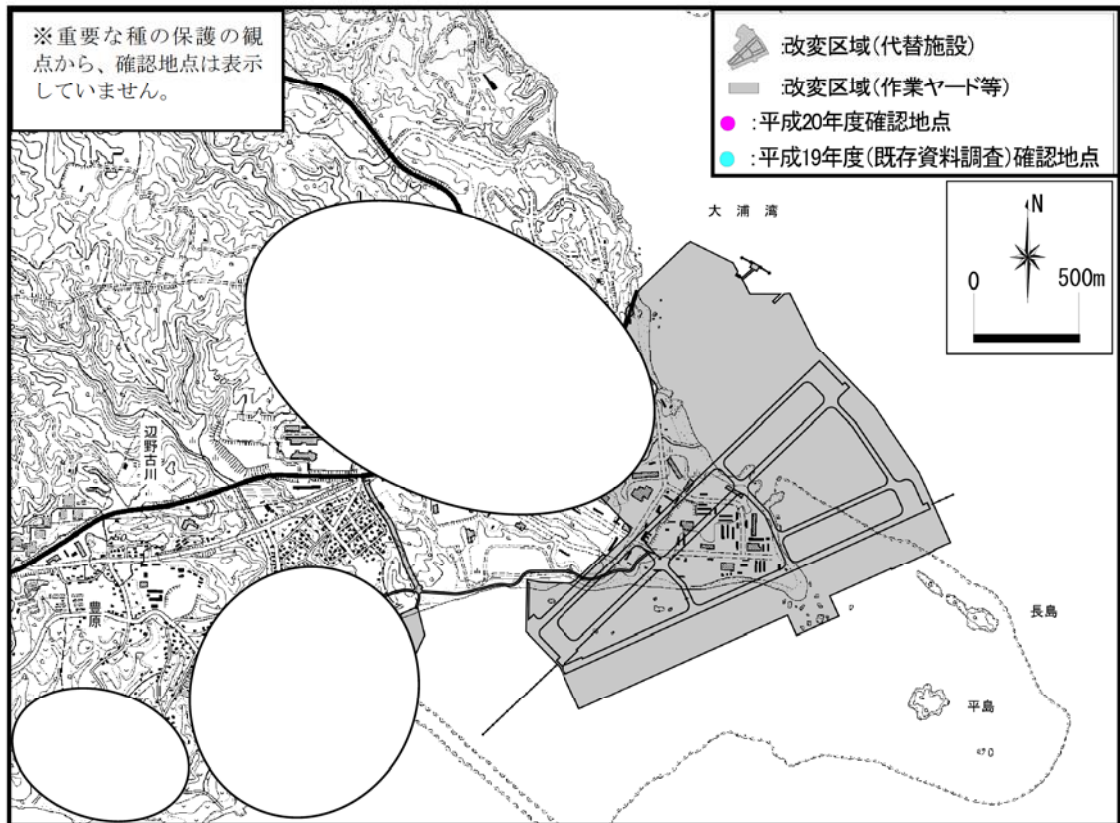 ※重要な種の保護の観
点から、確認地点は表示
していません。
:改変区域(代替施設)
:改変区域(作業ヤード等)
:平成20年度確認地点
:平成19年度(既存資料調査)確認地点
大浦湾
N
0 500m
辺野古川
豊原
長島
平島